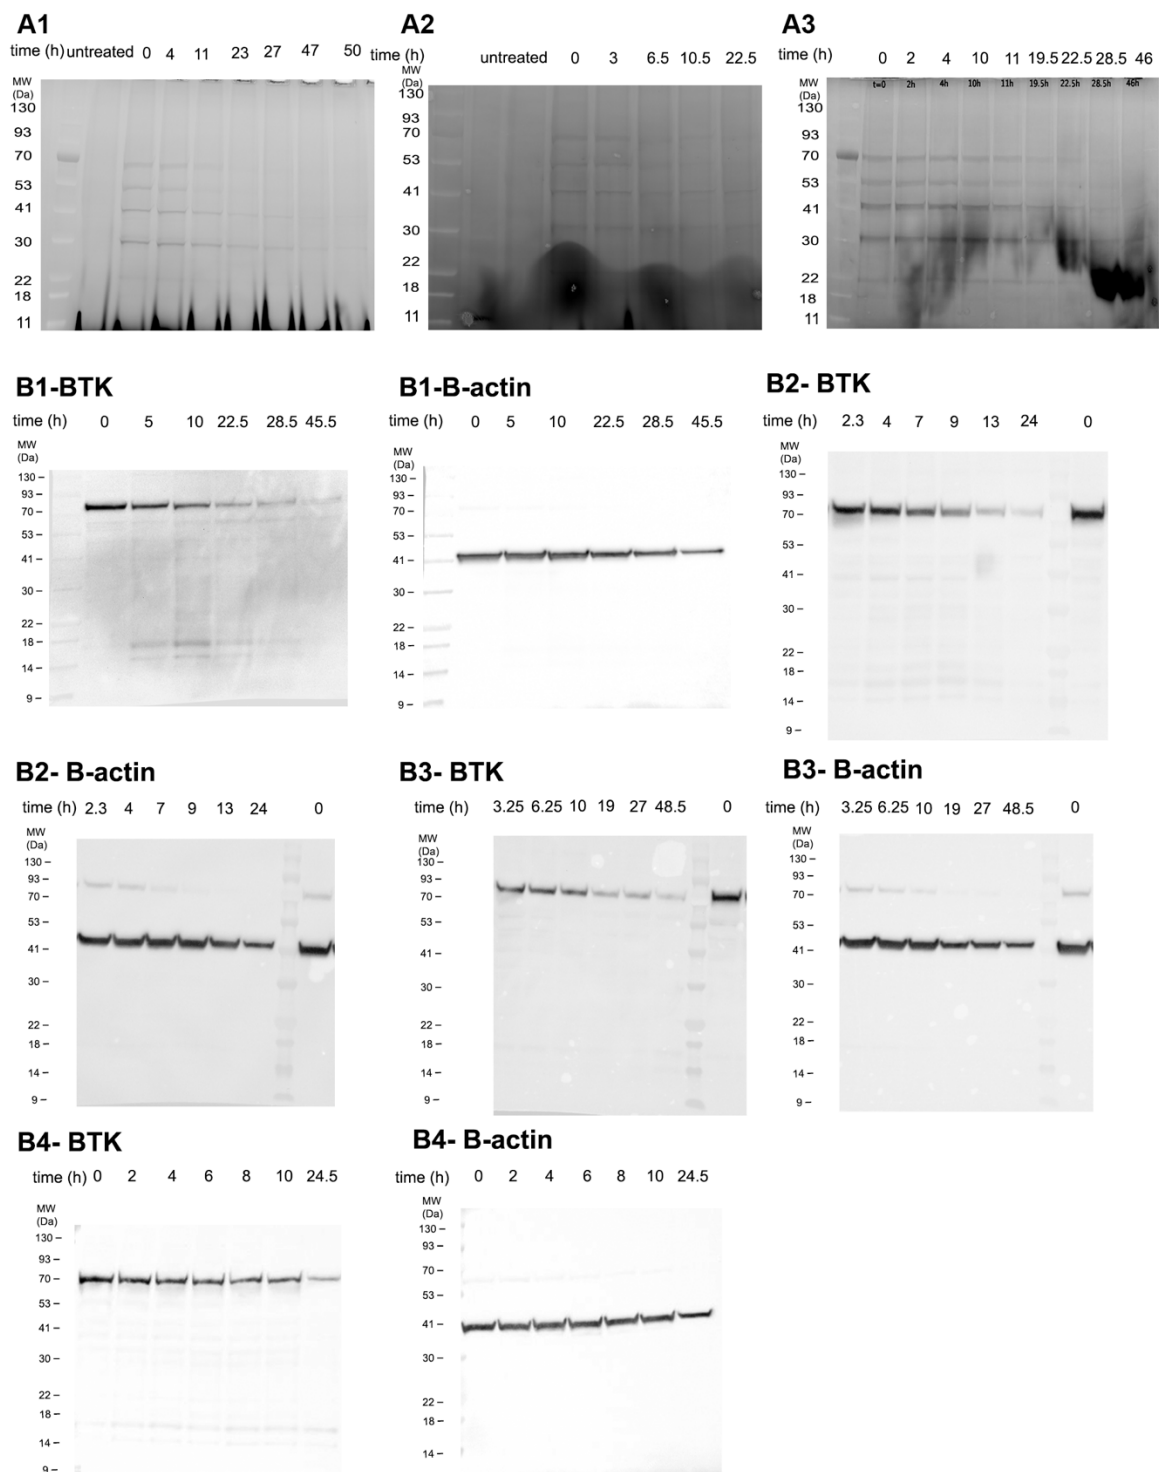 A1
time (h) untreated 0 4 11 23 27 47 50
MW
(Da)
130
93
70
53
41
30
22
18
11
A2
time (h) untreated 0 3 6.5 10.5 22.5
MW
(Da)
130
93
70
53
41
30
22
18
11
A3
time (h) 0 2 4 10 11 19.5 22.5 28.5 46
MW
(Da)
t=0 2h 4h 10h 11h 19.5h 22.5h 28.5h 46h
130
93
70
53
41
30
22
18
11
B1-BTK
time (h) 0 5 10 22.5 28.5 45.5
MW
(Da)
130 –
93 –
70 –
53 –
41 –
30 –
22 –
18 –
14 –
9 –
B1-B-actin
time (h) 0 5 10 22.5 28.5 45.5
MW
(Da)
130 –
93 –
70 –
53 –
41 –
30 –
22 –
18 –
14 –
9 –
B2- BTK
time (h) 2.3 4 7 9 13 24 0
MW
(Da)
130 –
93 –
70 –
53 –
41 –
30 –
22 –
18 –
14 –
9 –
B2- B-actin
time (h) 2.3 4 7 9 13 24 0
MW
(Da)
130 –
93 –
70 –
53 –
41 –
30 –
22 –
18 –
14 –
9 –
B3- BTK
time (h) 3.25 6.25 10 19 27 48.5 0
MW
(Da)
130 –
93 –
70 –
53 –
41 –
30 –
22 –
18 –
14 –
9 –
B3- B-actin
time (h) 3.25 6.25 10 19 27 48.5 0
MW
(Da)
130 –
93 –
70 –
53 –
41 –
30 –
22 –
18 –
14 –
9 –
B4- BTK
time (h) 0 2 4 6 8 10 24.5
MW
(Da)
130 –
93 –
70 –
53 –
41 –
30 –
22 –
18 –
14 –
9 –
B4- B-actin
time (h) 0 2 4 6 8 10 24.5
MW
(Da)
130 –
93 –
70 –
53 –
41 –
30 –
22 –
18 –
14 –